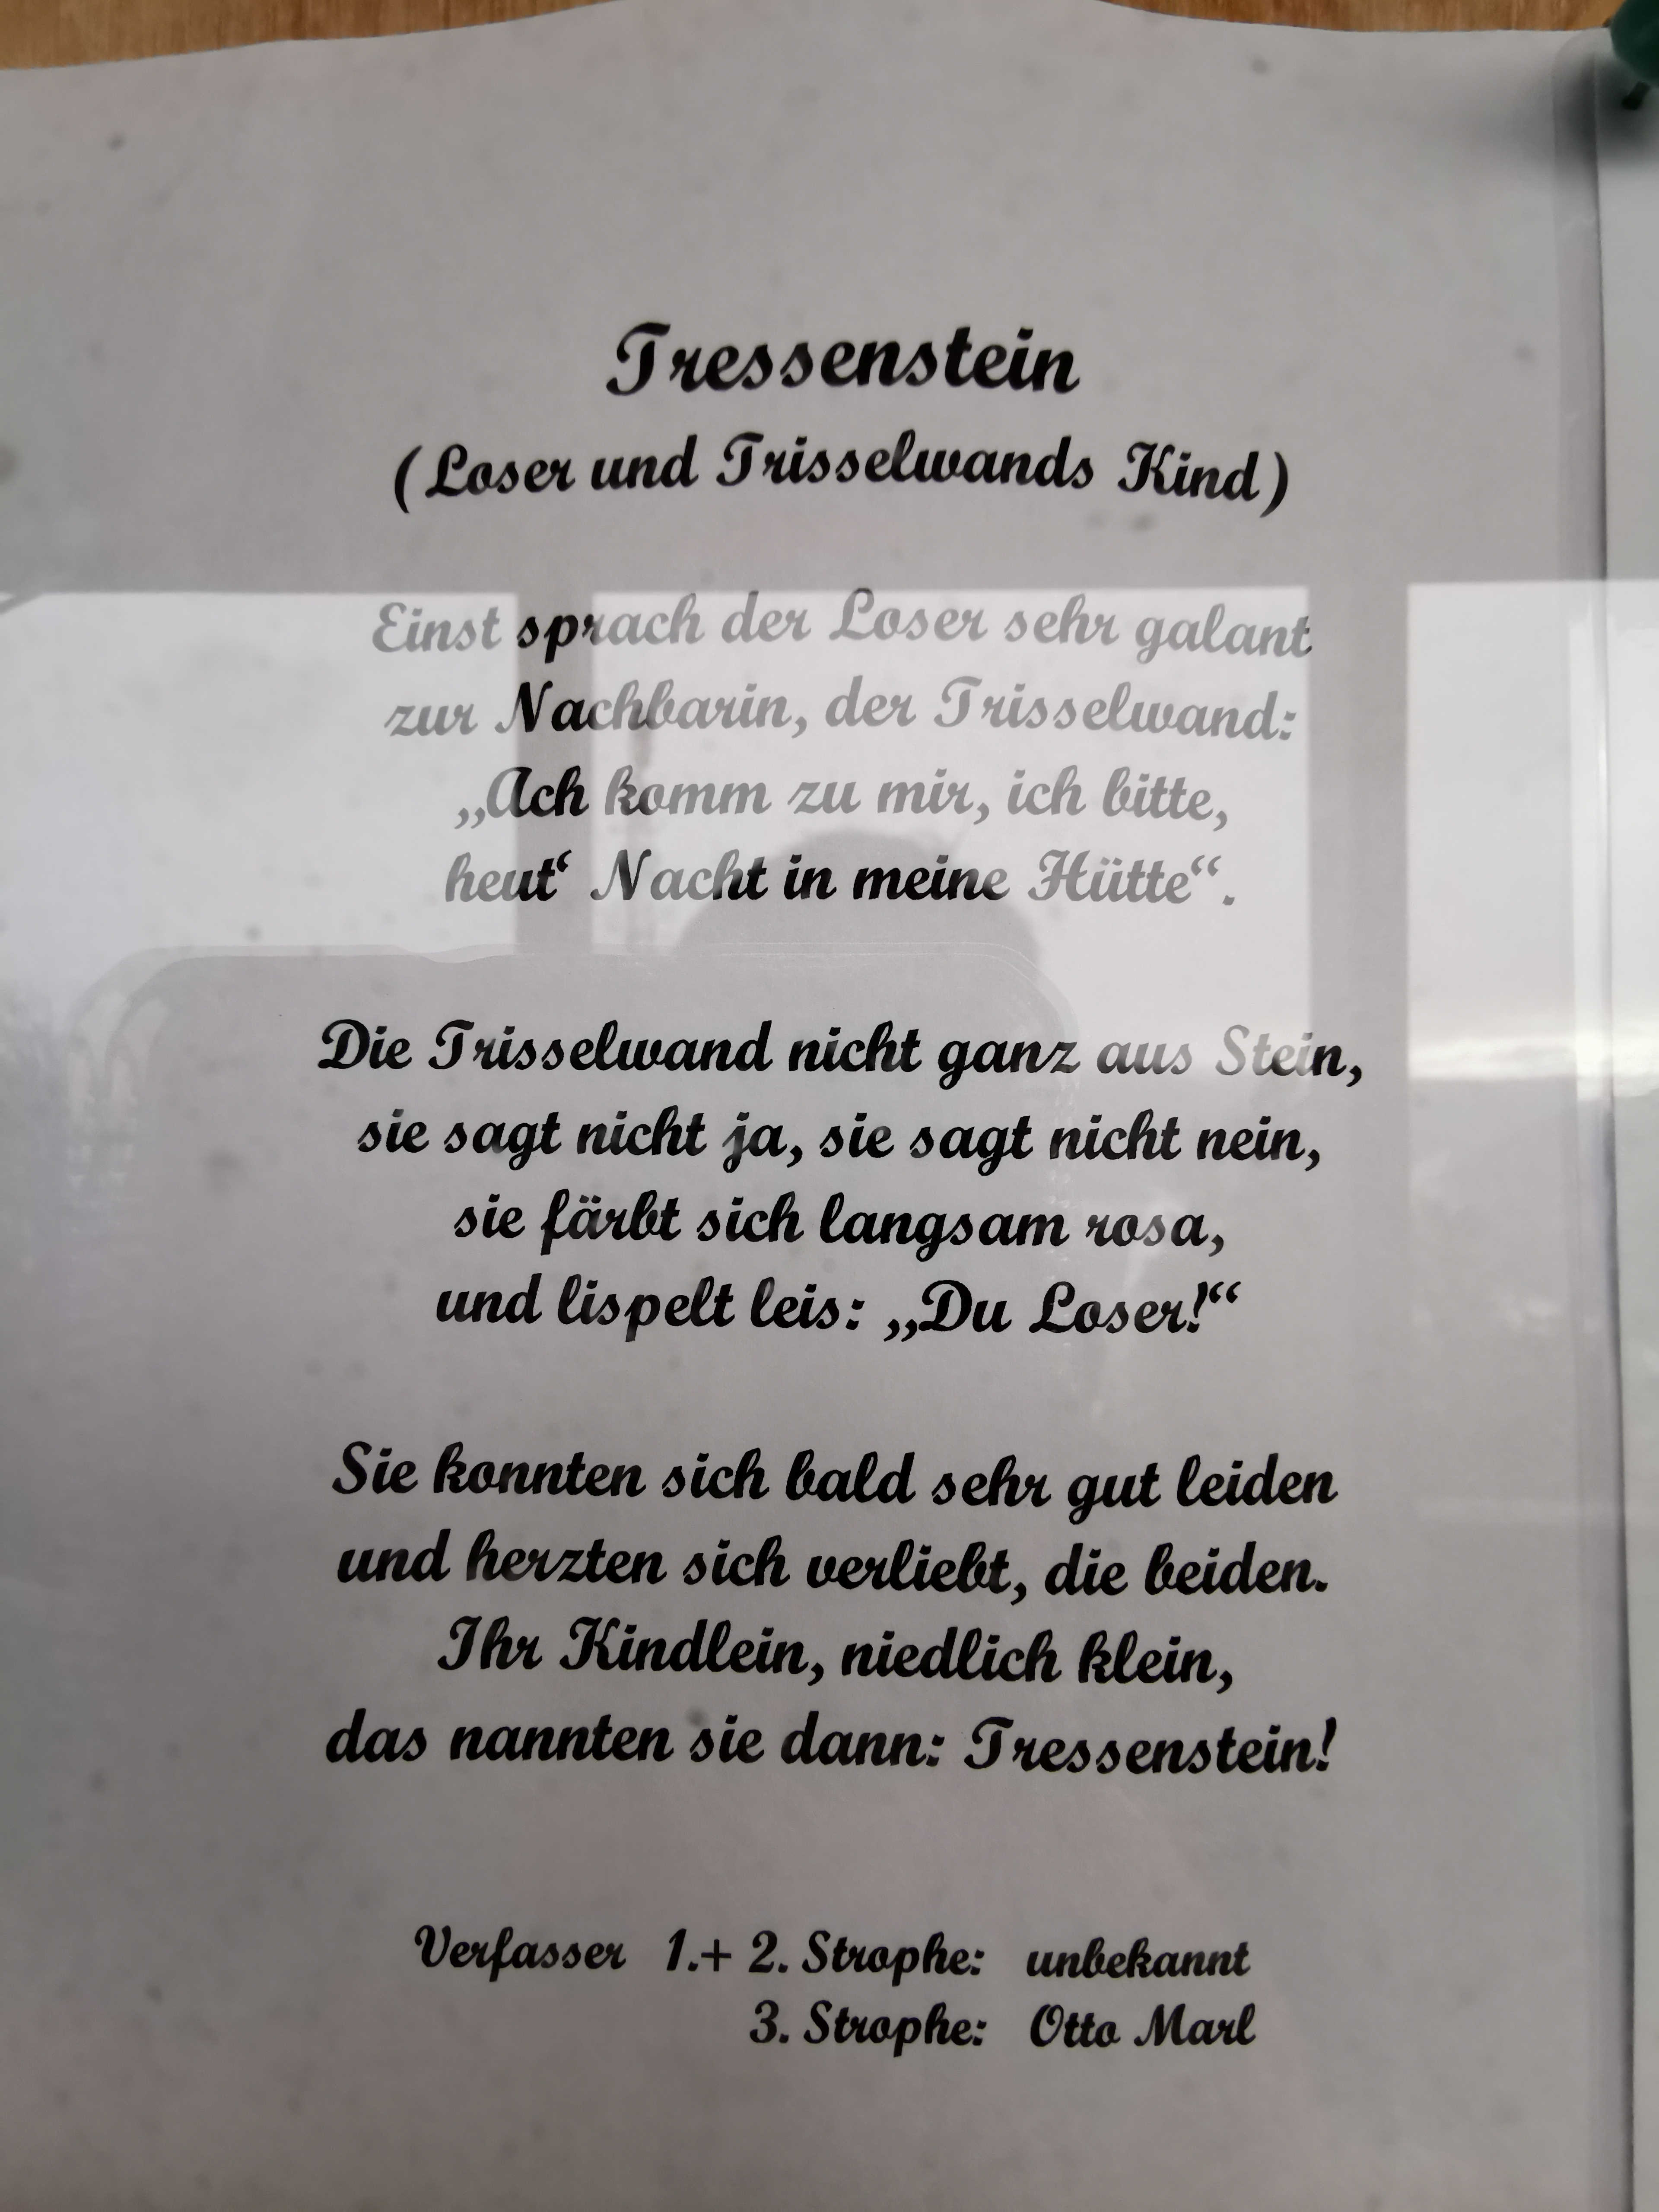 Tressenstein
(Loser und Trisselwands Kind)
Einst sprach der Loser sehr galant
zur Nachbarin, der Trisselwand:
„Ach komm zu mir, ich bitte,
heut‘ Nacht in meine Hütte“.
Die Trisselwand nicht ganz aus Stein,
sie sagt nicht ja, sie sagt nicht nein,
sie färbt sich langsam rosa,
und lispelt leis: „Du Loser!“
Sie konnten sich bald sehr gut leiden
und herzten sich verliebt, die beiden.
Ihr Kindlein, niedlich klein,
das nannten sie dann: Tressenstein!
Verfasser 1.+ 2. Strophe: unbekannt
3. Strophe: Otto Marl